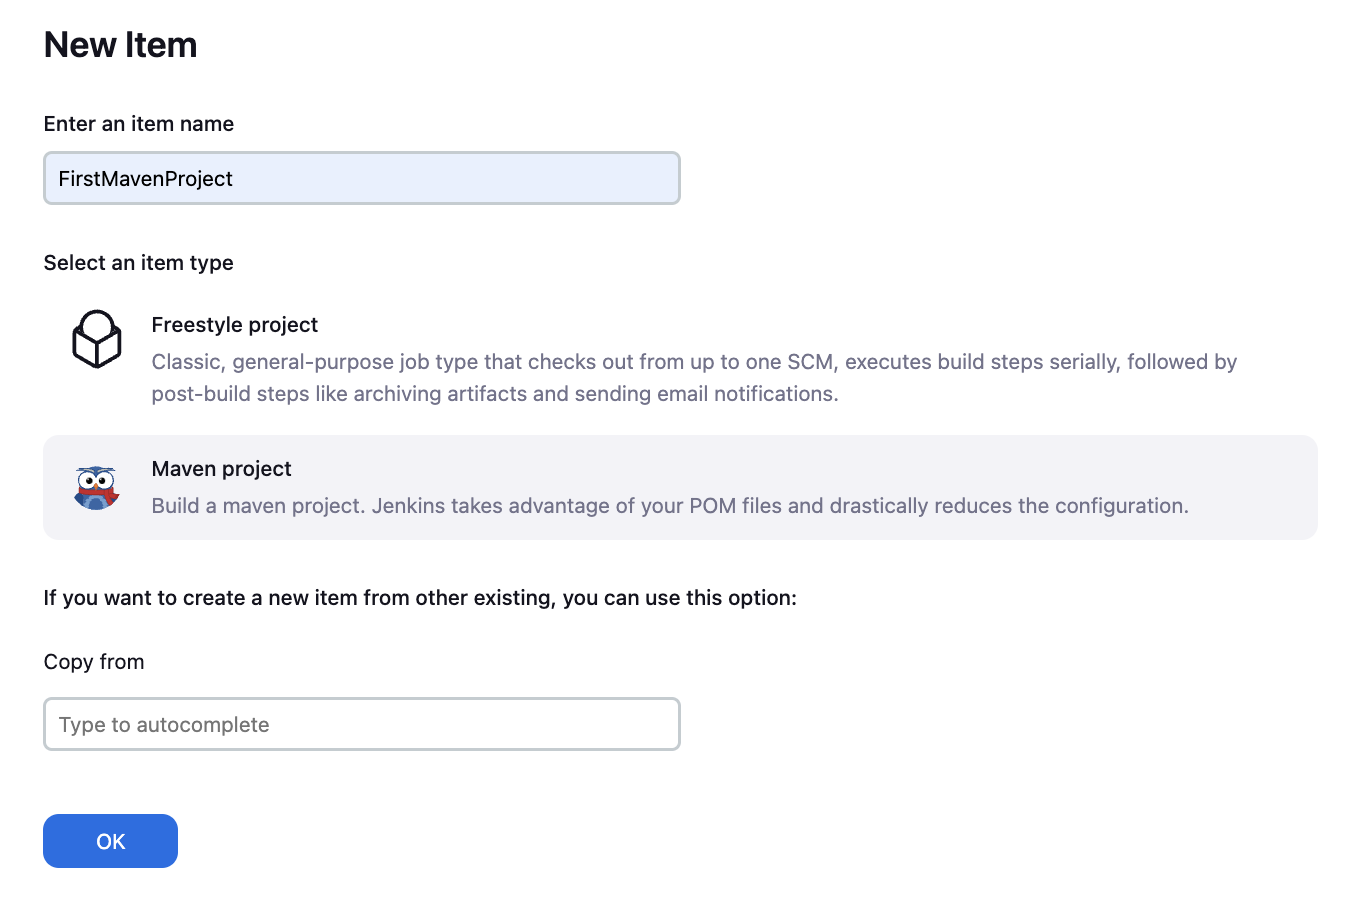 New Item
Enter an item name
FirstMavenProject
Select an item type
Freestyle project
Classic, general-purpose job type that checks out from up to one SCM, executes build steps serially, followed by
post-build steps like archiving artifacts and sending email notifications.
Maven project
Build a maven project. Jenkins takes advantage of your POM files and drastically reduces the configuration.
If you want to create a new item from other existing, you can use this option:
Copy from
Type to autocomplete
OK